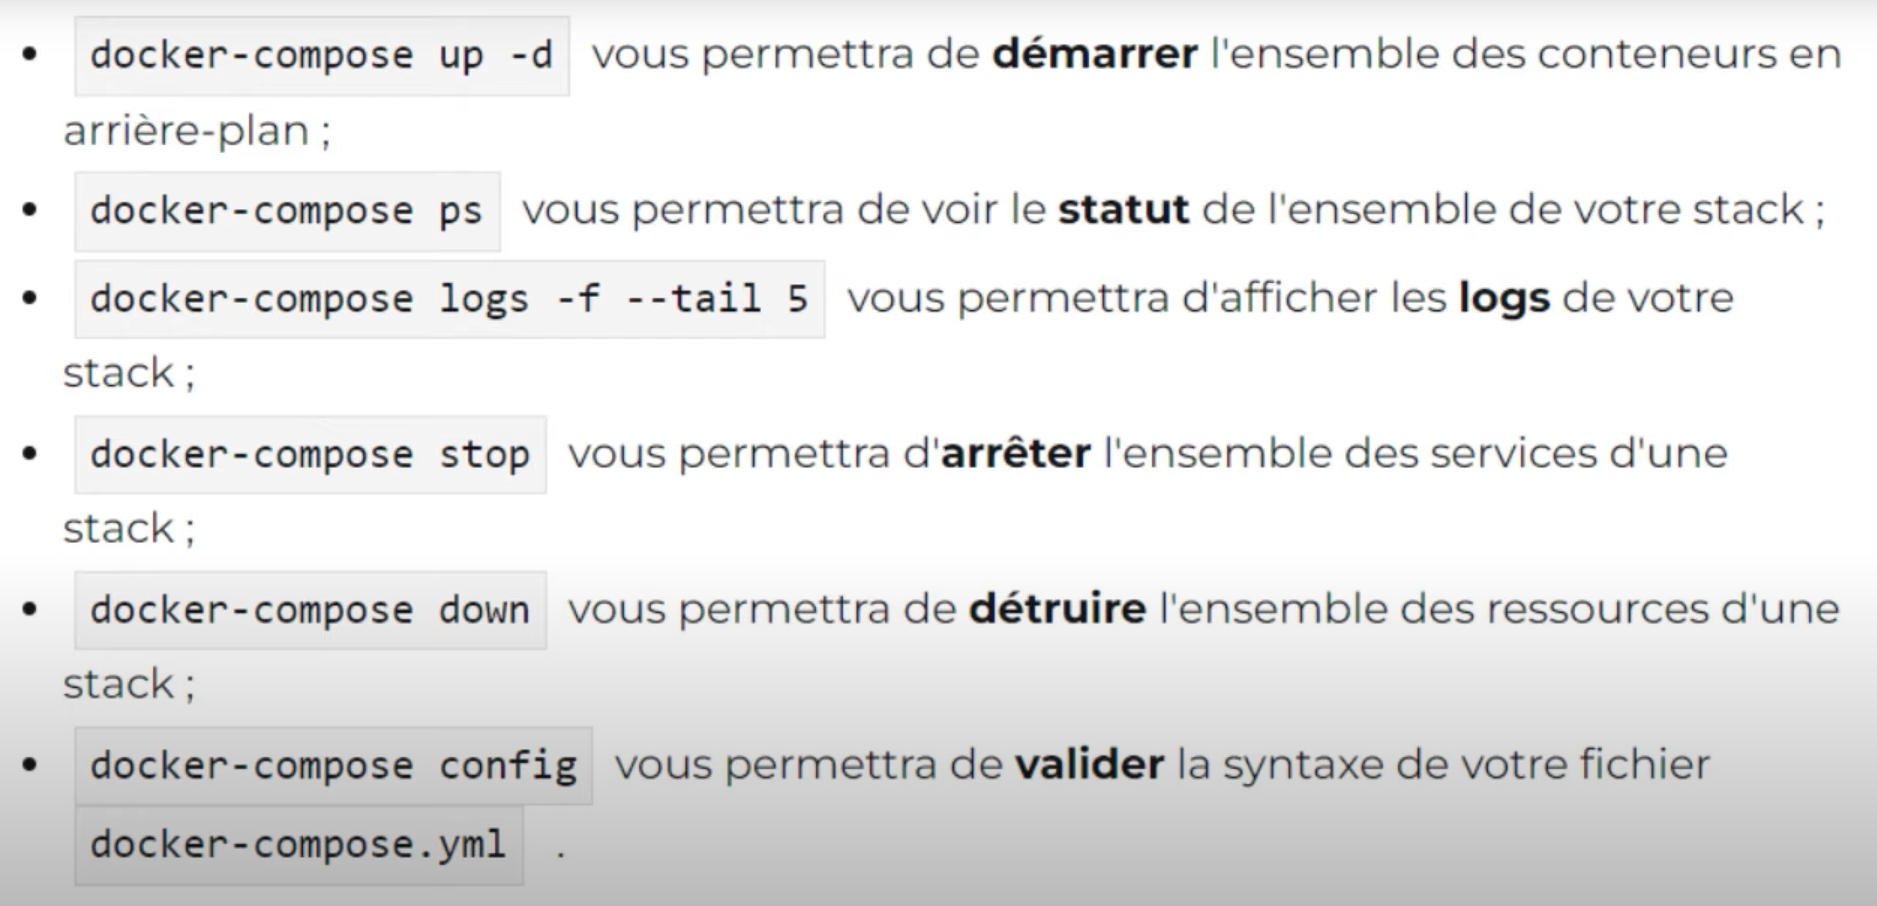 docker-compose up -d vous permettra de démarrer l'ensemble des conteneurs en
arrière-plan ;
docker-compose ps vous permettra de voir le statut de l'ensemble de votre stack ;
docker-compose logs -f --tail 5 vous permettra d'afficher les logs de votre
stack ;
docker-compose stop vous permettra d'arrêter l'ensemble des services d'une
stack ;
docker-compose down vous permettra de détruire l'ensemble des ressources d'une
stack ;
docker-compose config vous permettra de valider la syntaxe de votre fichier
docker-compose.yml .